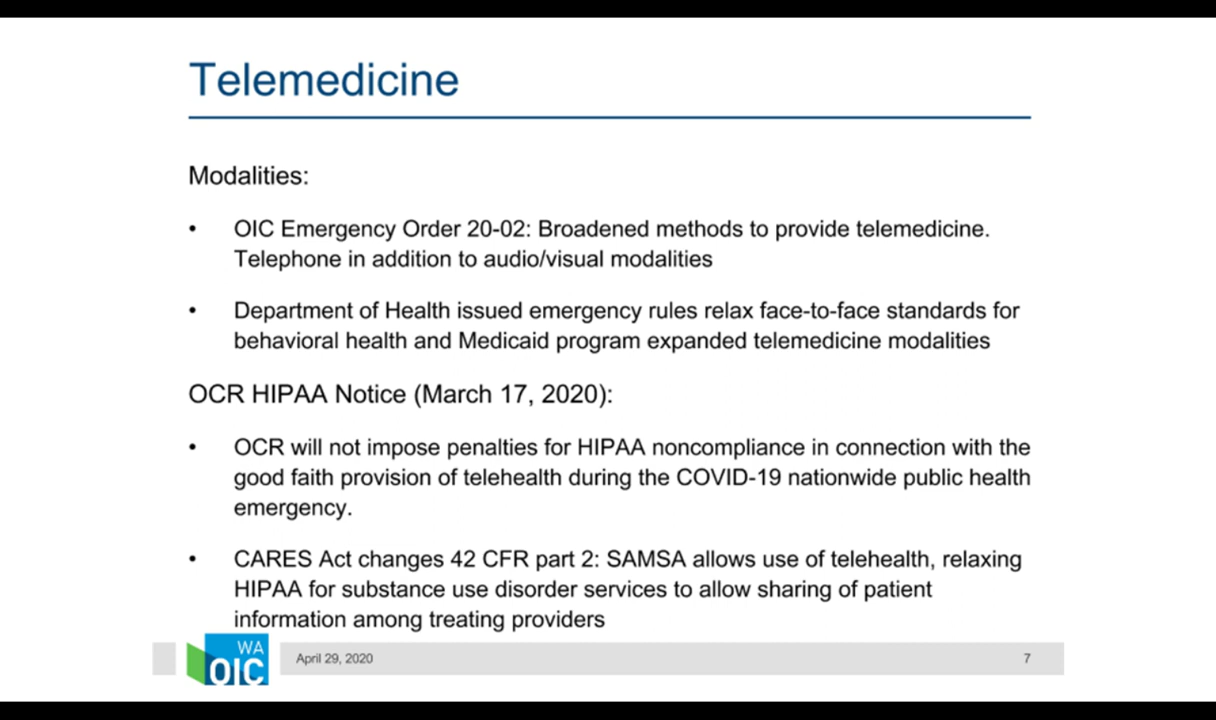 Telemedicine
Modalities:
• OIC Emergency Order 20-02: Broadened methods to provide telemedicine.
Telephone in addition to audio/visual modalities
• Department of Health issued emergency rules relax face-to-face standards for
behavioral health and Medicaid program expanded telemedicine modalities
OCR HIPAA Notice (March 17, 2020):
• OCR will not impose penalties for HIPAA noncompliance in connection with the
good faith provision of telehealth during the COVID-19 nationwide public health
emergency.
• CARES Act changes 42 CFR part 2: SAMSA allows use of telehealth, relaxing
HIPAA for substance use disorder services to allow sharing of patient
information among treating providers
WA
OIC
April 29, 2020
7